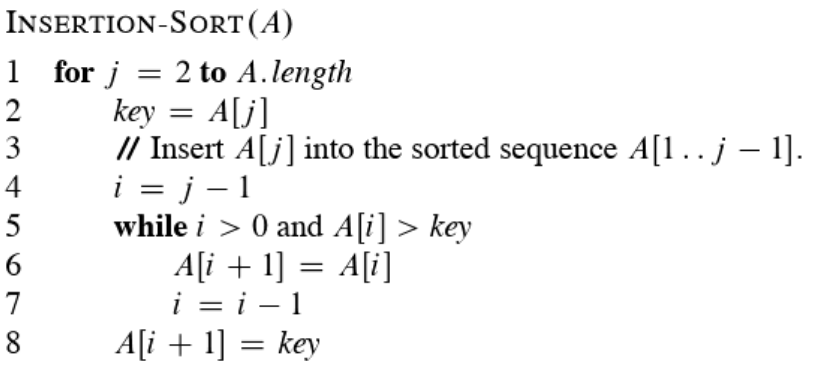 INSERTION-SORT(A)
1 for j = 2 to A.length
2 key = A[j]
3 // Insert A[j] into the sorted sequence A[1 . . j − 1].
4 i = j − 1
5 while i > 0 and A[i] > key
6 A[i + 1] = A[i]
7 i = i − 1
8 A[i + 1] = key